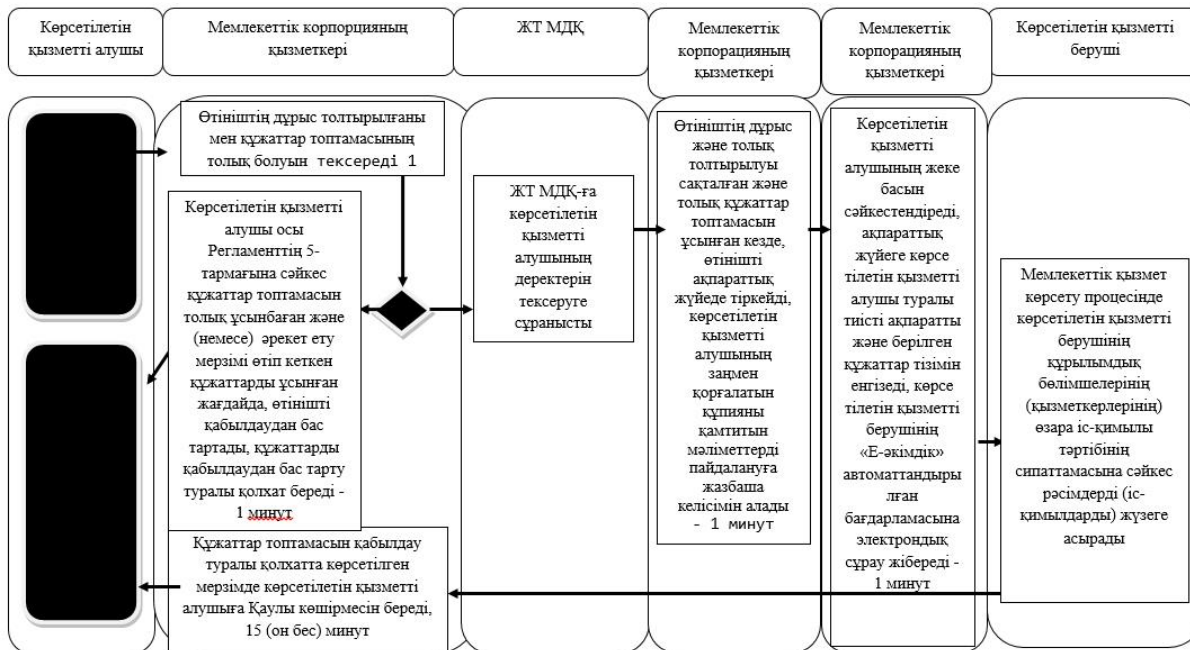 Көрсетілетін
қызметті алушы
Мемлекеттік корпорцияның
қызметкері
ЖТ МДҚ
Мемлекеттік
корпорацияның
қызметкері
Мемлекеттік
корпорацияның
қызметкері
Көрсетілетін қызметті
беруші
Өтініштің дұрыс толтырылғаны
мен құжаттар топтамасының
толық болуын тексереді 1
Көрсетілетін қызметті
алушы осы
Регламенттің 5-
тармағына сәйкес
құжаттар топтамасын
толық ұсынбаған және
(немесе) әрекет ету
мерзімі өтіп кеткен
құжаттарды ұсынған
жағдайда, өтінішті
қабылдаудан бас
тартады, құжаттарды
қабылдаудан бас тарту
туралы қолхат береді -
1 минут
Құжаттар топтамасын қабылдау
туралы қолхатта көрсетілген
мерзімде көрсетілетін қызметті
алушыға Қаулы көшірмесін береді,
15 (он бес) минут
ЖТ МДҚ-ға
көрсетілетін
қызметті
алушының
деректерін
тексеруге
сұранысты
Өтініштің дұрыс
және толық
толтырылуы
сақталған және
толық құжаттар
топтамасын
ұсынған кезде,
өтінішті
ақпараттық
жүйеде тіркейді,
көрсетілетін
қызметті
алушының
заңмен
қорғалатын
құпияны
қамтитын
мәліметтерді
пайдалануға
жазбаша
келісімін алады
- 1 минут
Көрсетілетін
қызметті
алушының жеке
басын
сәйкестендіреді,
ақпараттық
жүйеге көрсе
тілетін қызметті
алушы туралы
тиісті ақпаратты
және берілген
құжаттар тізімін
енгізеді, көрсе
тілетін қызметті
берушінің
«Е-әкімдік»
автоматтандыры
лған
бағдарламасына
электрондық
сұрау жібереді -
1 минут
Мемлекеттік қызмет
көрсету процесінде
көрсетілетін қызметті
берушінің
құрылымдық
бөлімшелерінің
(қызметкерлерінің)
өзара іс-қимылы
тәртібінің
сипаттамасына сәйкес
рәсімдерді (іс-
қимылдарды) жүзеге
асырады